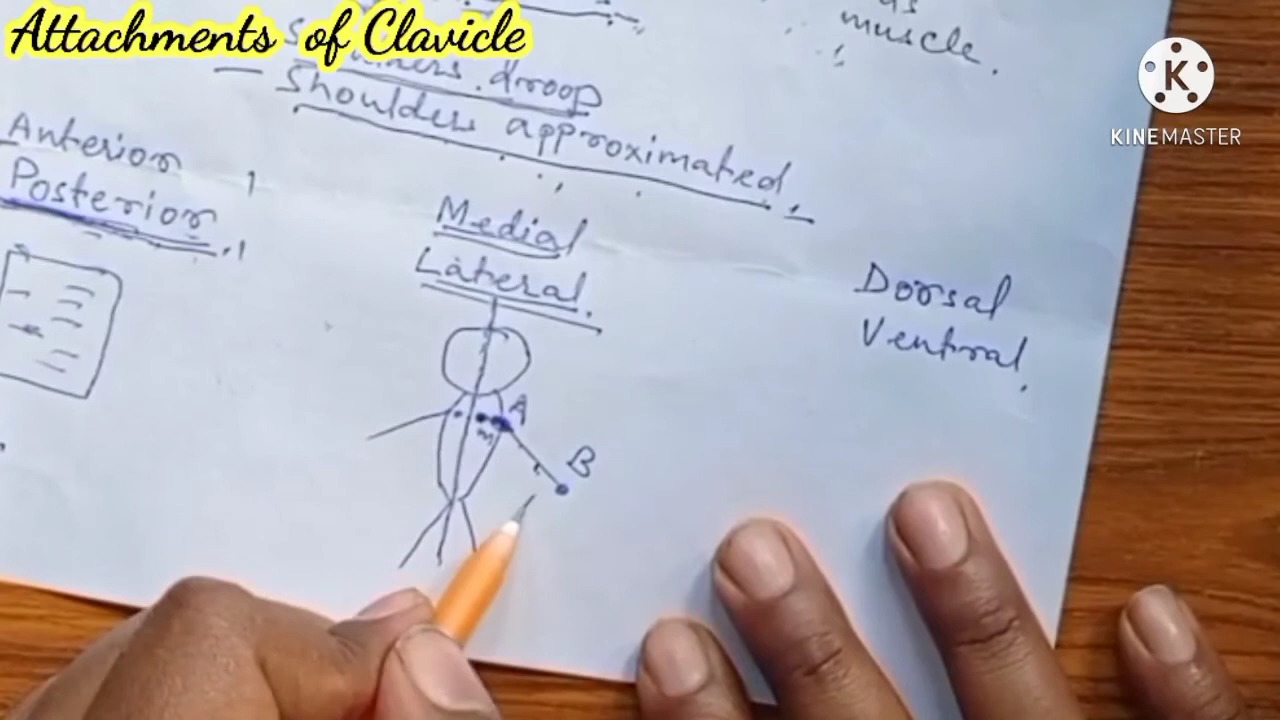 Attachments of Clavicle
muscle.
droop
Shoulders approximated.
Anterior
Posterior
Medial
Lateral.
Dorsal
Ventral.
A
m
B
K
KINEMASTER